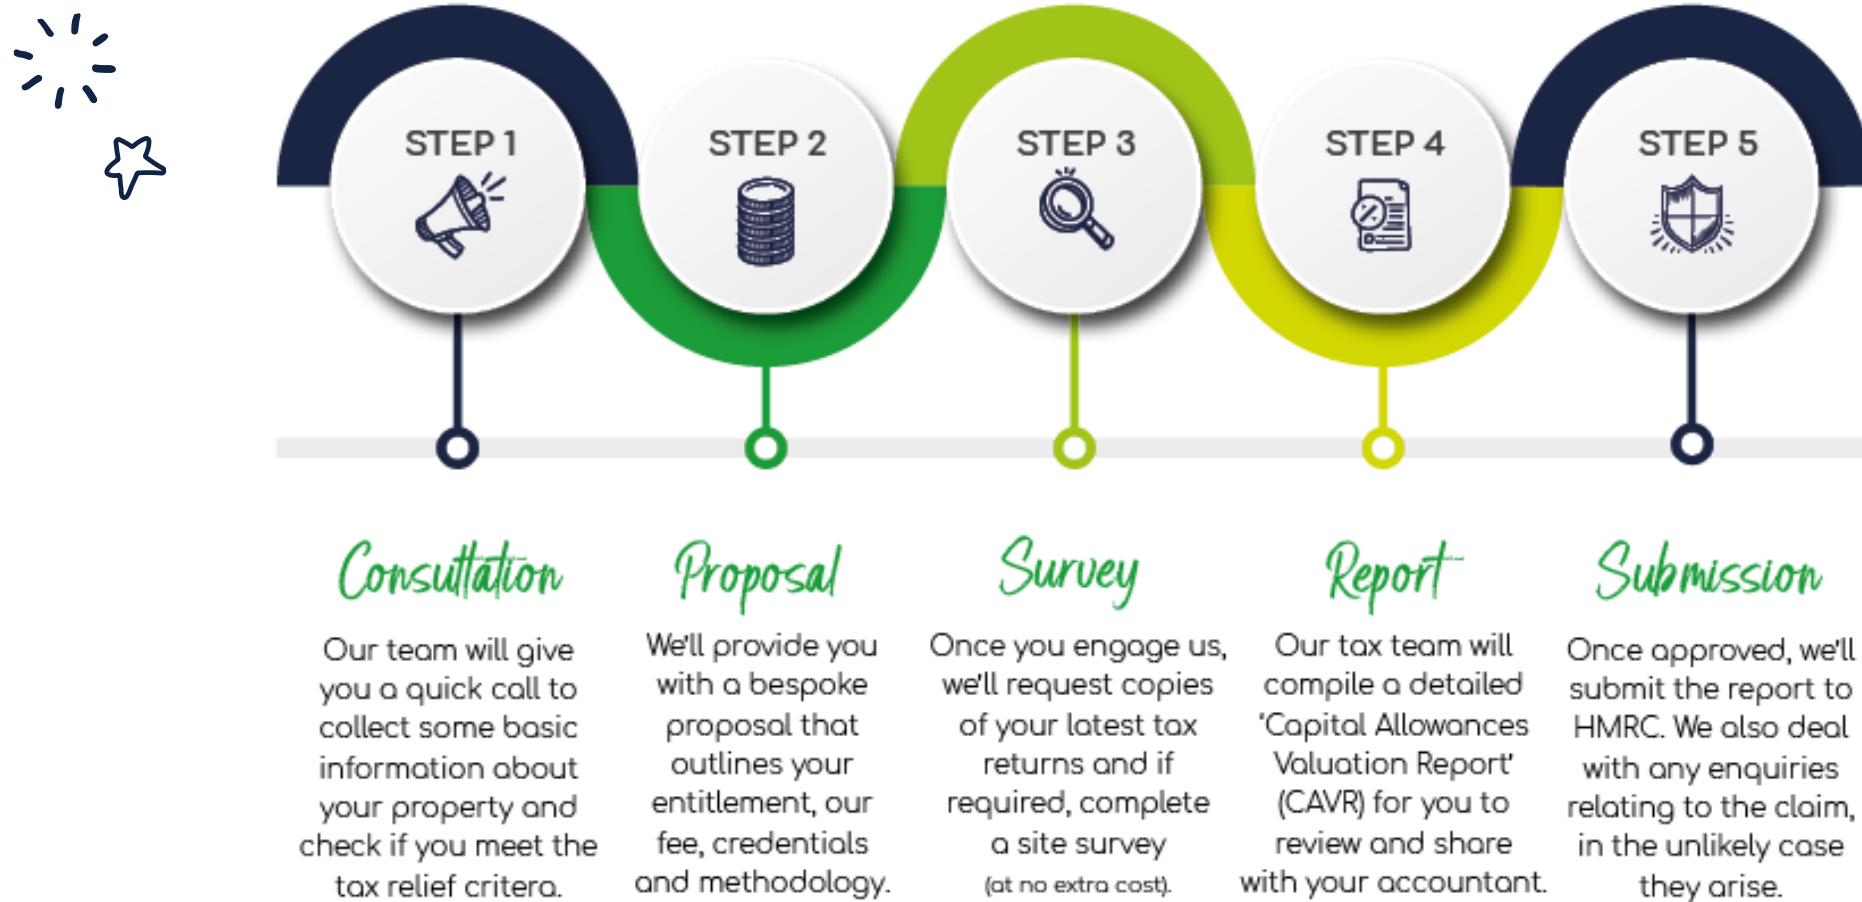 STEP 1
STEP 2
STEP 3
STEP 4
STEP 5
Consultation
Our team will give
you a quick call to
collect some basic
information about
your property and
check if you meet the
tax relief critera.
Proposal
We'll provide you
with a bespoke
proposal that
outlines your
entitlement, our
fee, credentials
and methodology.
Survey
Once you engage us,
we'll request copies
of your latest tax
returns and if
required, complete
a site survey
(at no extra cost).
Report
Our tax team will
compile a detailed
'Capital Allowances
Valuation Report'
(CAVR) for you to
review and share
with your accountant.
Submission
Once approved, we'll
submit the report to
HMRC. We also deal
with any enquiries
relating to the claim,
in the unlikely case
they arise.